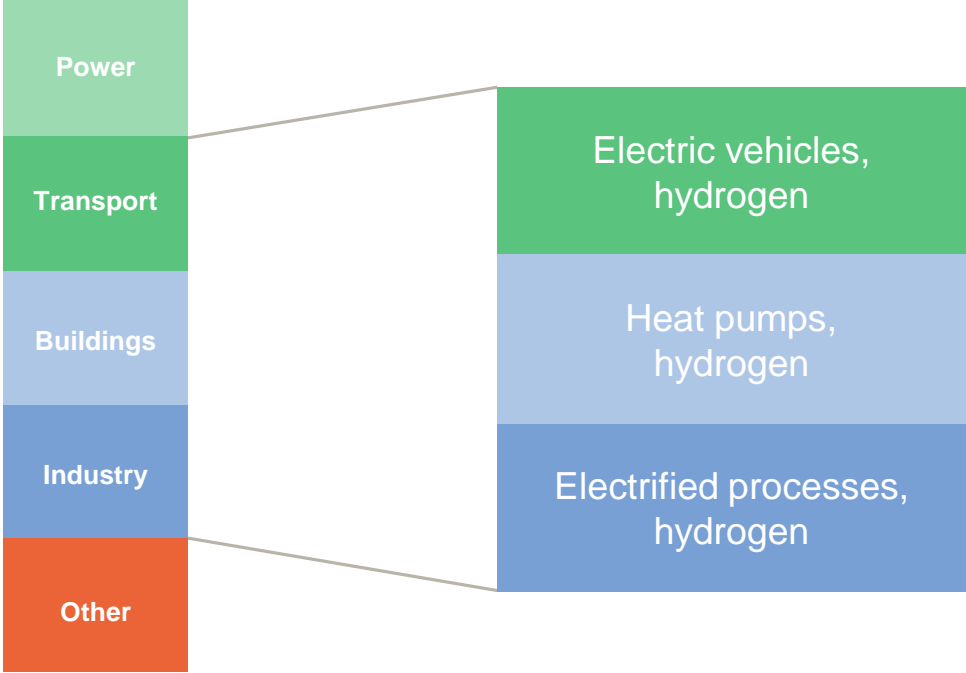 Power
Transport
Buildings
Industry
Other
Electric vehicles,
hydrogen
Heat pumps,
hydrogen
Electrified processes,
hydrogen